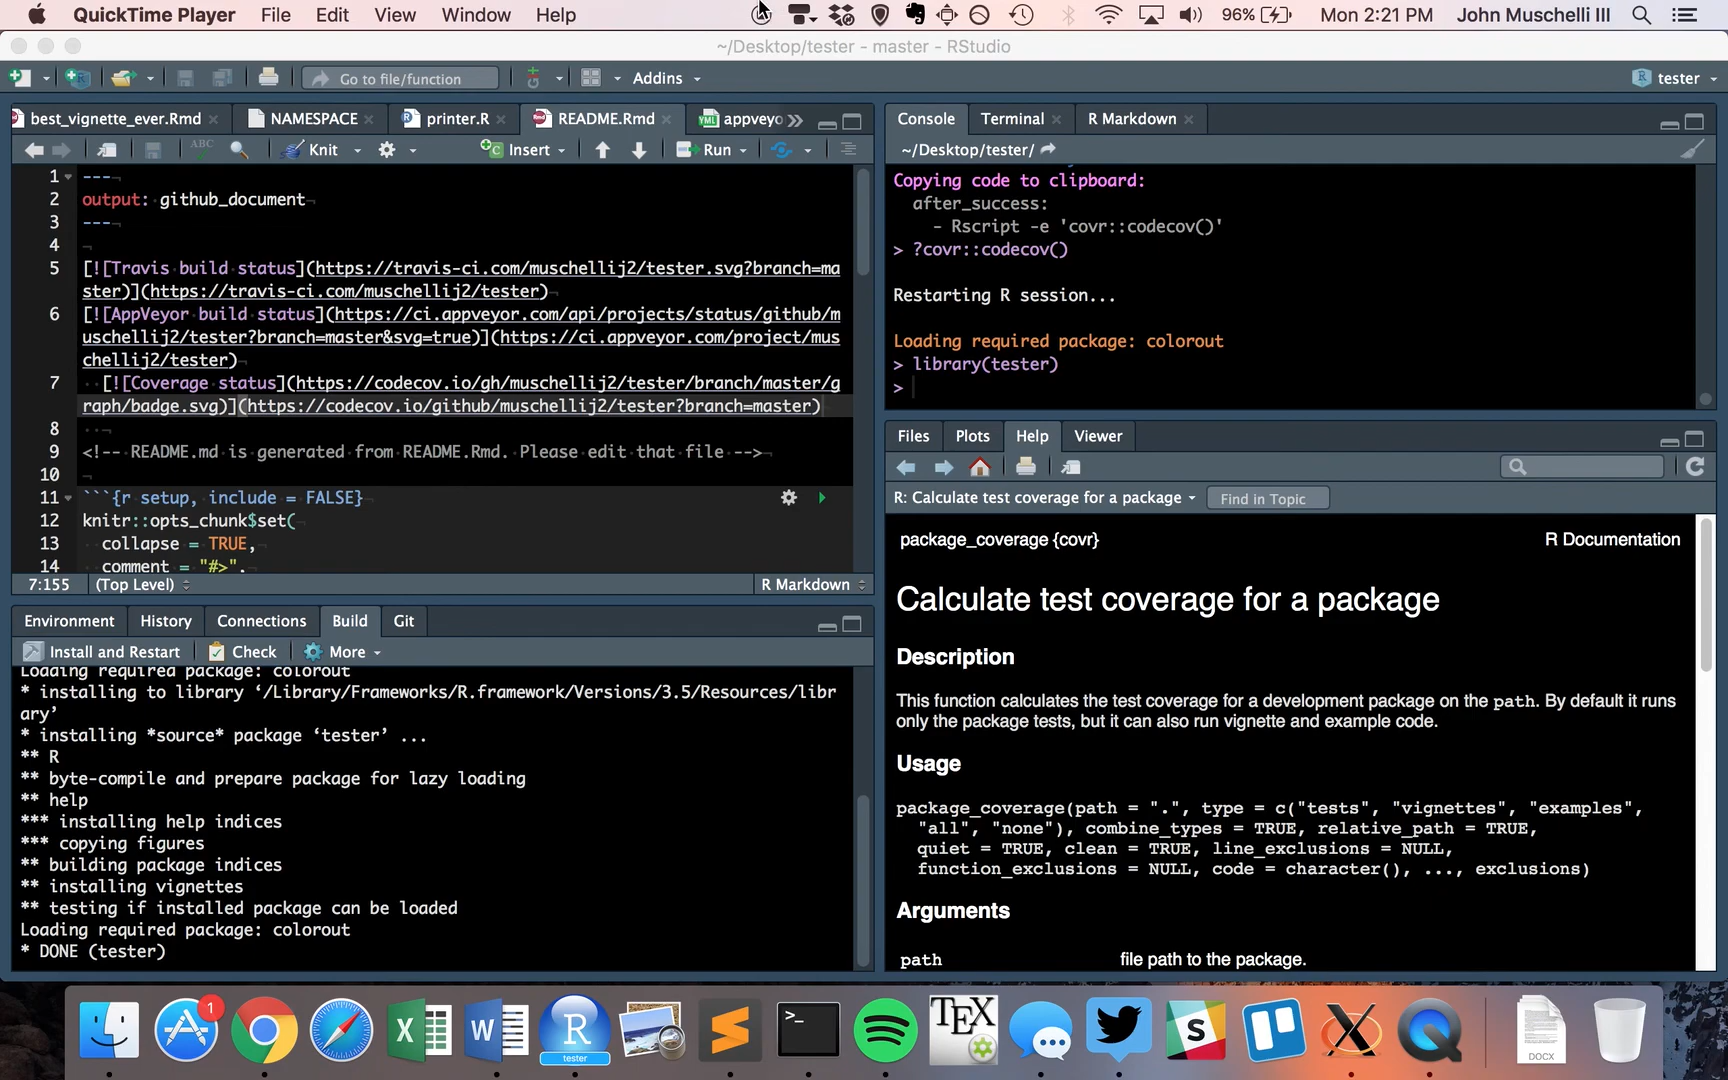 QuickTime Player File Edit View Window Help 96% Mon 2:21 PM John Muschelli III
~/Desktop/tester - master - RStudio
Go to file/function Addins tester
best_vignette_ever.Rmd NAMESPACE printer.R README.Rmd appveyo
Knit Insert Run
1 ---
2 output: github_document
3 ---
4
5 [![Travis build status](https://travis-ci.com/muschellij2/tester.svg?branch=ma
ster)](https://travis-ci.com/muschellij2/tester)
6 [![AppVeyor build status](https://ci.appveyor.com/api/projects/status/github/m
uschellij2/tester?branch=master&svg=true)](https://ci.appveyor.com/project/mus
chellij2/tester)
7 [![Coverage status](https://codecov.io/gh/muschellij2/tester/branch/master/g
raph/badge.svg)](https://codecov.io/github/muschellij2/tester?branch=master)
8
9 <!-- README.md is generated from README.Rmd. Please edit that file -->
10
11 ```{r setup, include = FALSE}
12 knitr::opts_chunk$set(
13 collapse = TRUE,
14 comment = "#>",
7:155 (Top Level) R Markdown
Environment History Connections Build Git
Install and Restart Check More
Loading required package: colorout
* installing to library ‘/Library/Frameworks/R.framework/Versions/3.5/Resources/libr
ary’
* installing *source* package ‘tester’ ...
** R
** byte-compile and prepare package for lazy loading
** help
*** installing help indices
*** copying figures
** building package indices
** installing vignettes
** testing if installed package can be loaded
Loading required package: colorout
* DONE (tester)
Console Terminal R Markdown
~/Desktop/tester/
Copying code to clipboard:
after_success:
- Rscript -e 'covr::codecov()'
> ?covr::codecov()
Restarting R session...
Loading required package: colorout
> library(tester)
>
Files Plots Help Viewer
R: Calculate test coverage for a package Find in Topic
package_coverage {covr} R Documentation
Calculate test coverage for a package
Description
This function calculates the test coverage for a development package on the path. By default it runs
only the package tests, but it can also run vignette and example code.
Usage
package_coverage(path = ".", type = c("tests", "vignettes", "examples",
"all", "none"), combine_types = TRUE, relative_path = TRUE,
quiet = TRUE, clean = TRUE, line_exclusions = NULL,
function_exclusions = NULL, code = character(), ..., exclusions)
Arguments
path file path to the package.
1 X W R tester >_ TEX S X DOCX